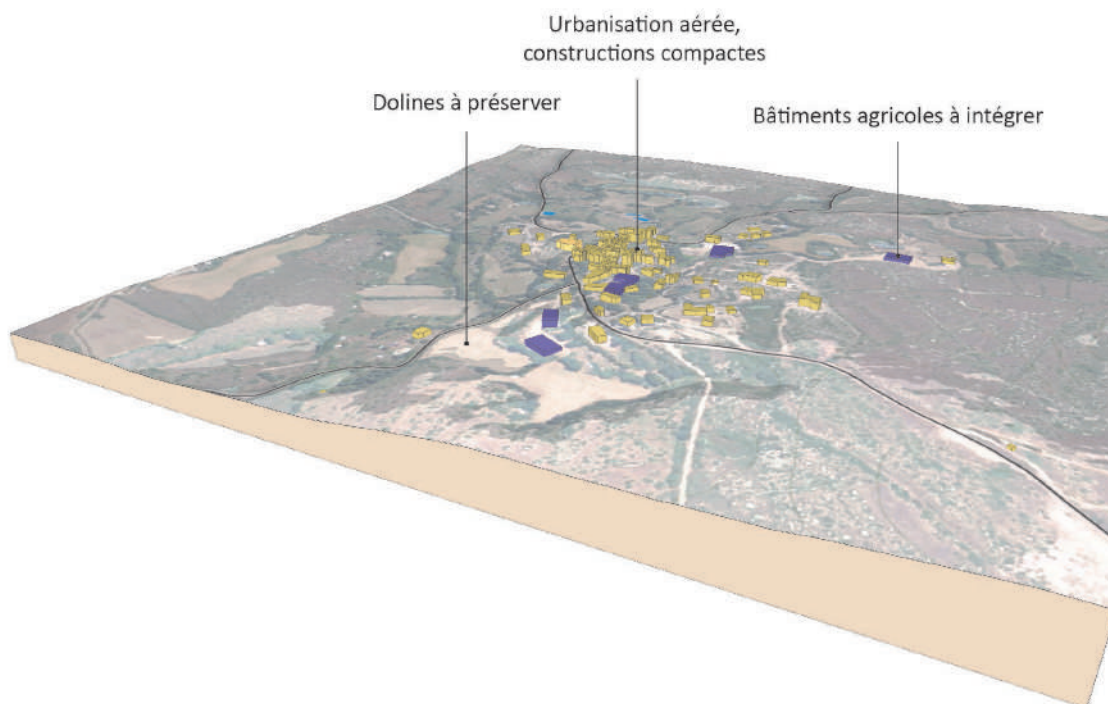 Urbanisation aérée,
constructions compactes
Dolines à préserver
Bâtiments agricoles à intégrer